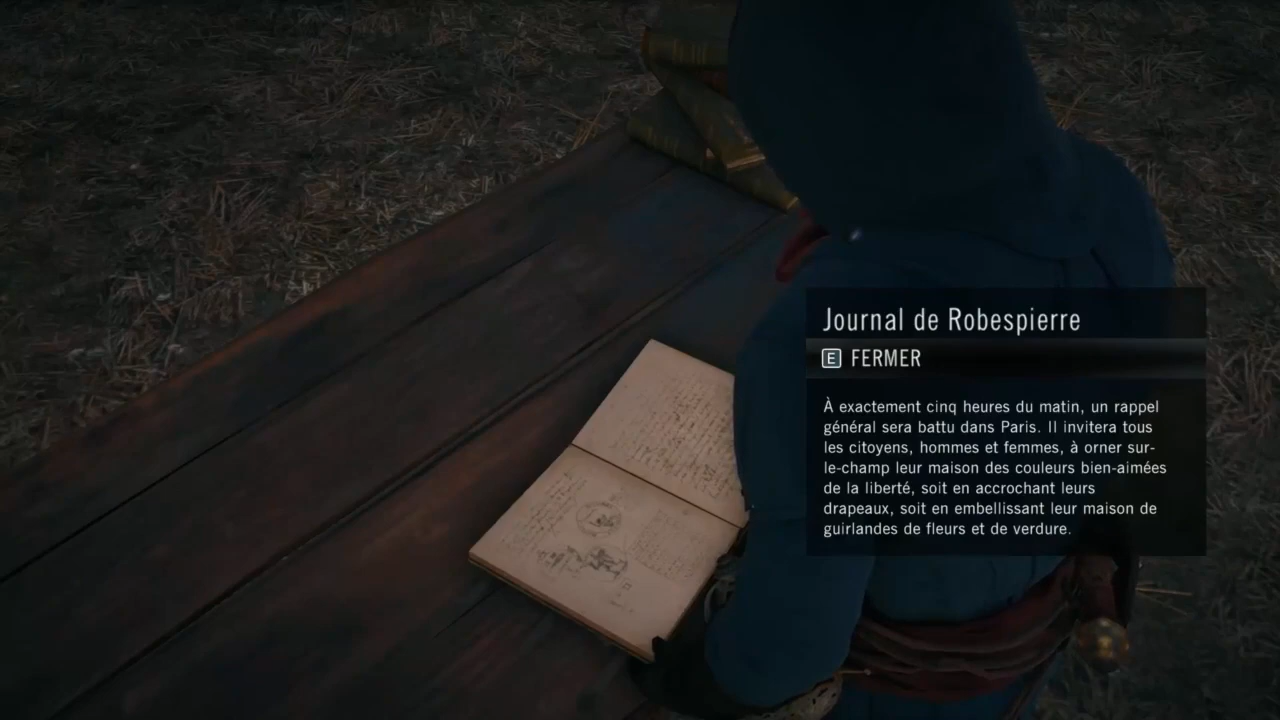 Journal de Robespierre
E FERMER
À exactement cinq heures du matin, un rappel
général sera battu dans Paris. Il invitera tous
les citoyens, hommes et femmes, à orner sur-
le-champ leur maison des couleurs bien-aimées
de la liberté, soit en accrochant leurs
drapeaux, soit en embellissant leur maison de
guirlandes de fleurs et de verdure.